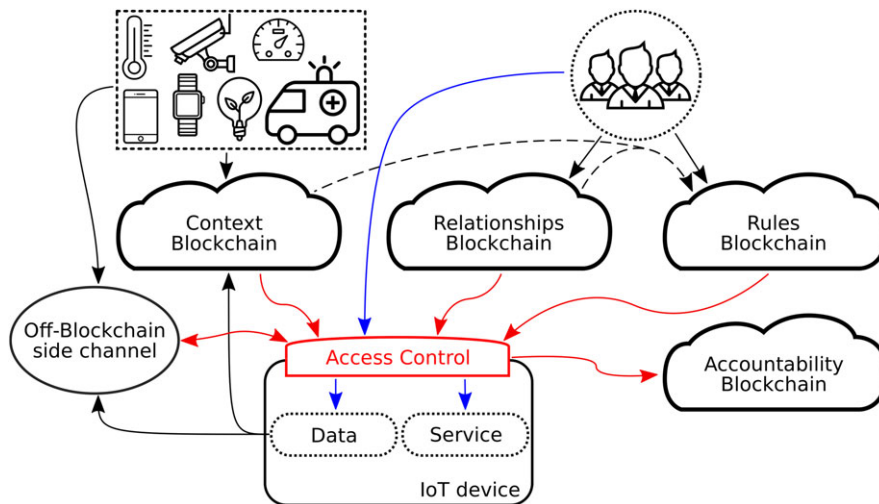 Context
Blockchain
Relationships
Blockchain
Rules
Blockchain
Off-Blockchain
side channel
Access Control
Accountability
Blockchain
Data
Service
IoT device